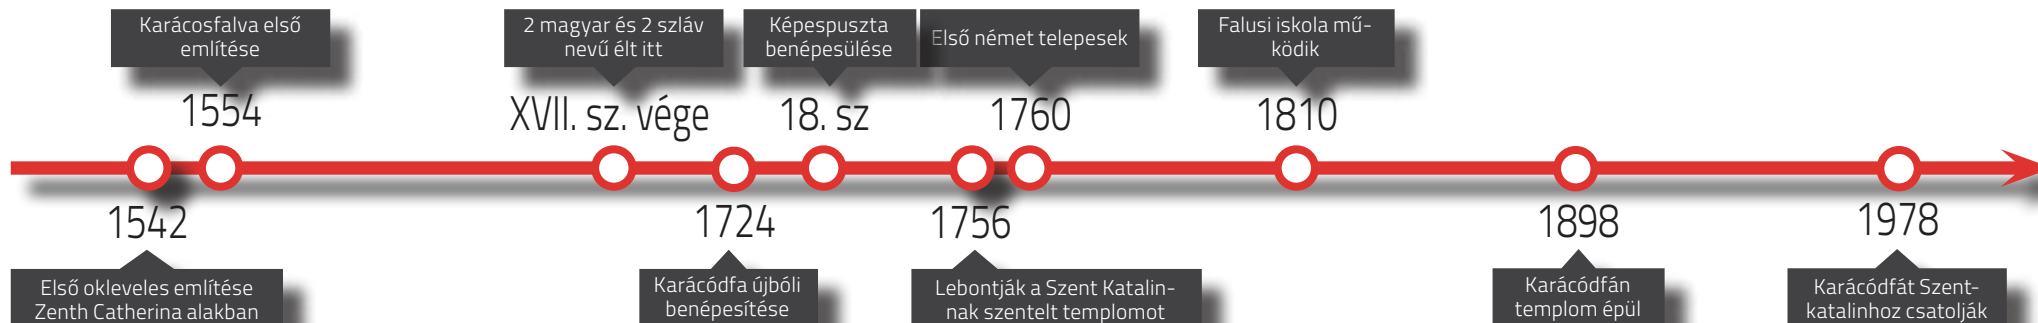 Karácosfalva első
említése
1554
2 magyar és 2 szláv
nevű élt itt
XVII. sz. vége
Képespuszta
benépesülése
18. sz
Első német telepesek
1760
Falusi iskola mű-
ködik
1810
1542
Első okleveles említése
Zenth Catherina alakban
1724
Karácódfa újbóli
benépesítése
1756
Lebontják a Szent Katalin-
nak szentelt templomot
1898
Karácódfán
templom épül
1978
Karácódfát Szent-
katalinhoz csatolják